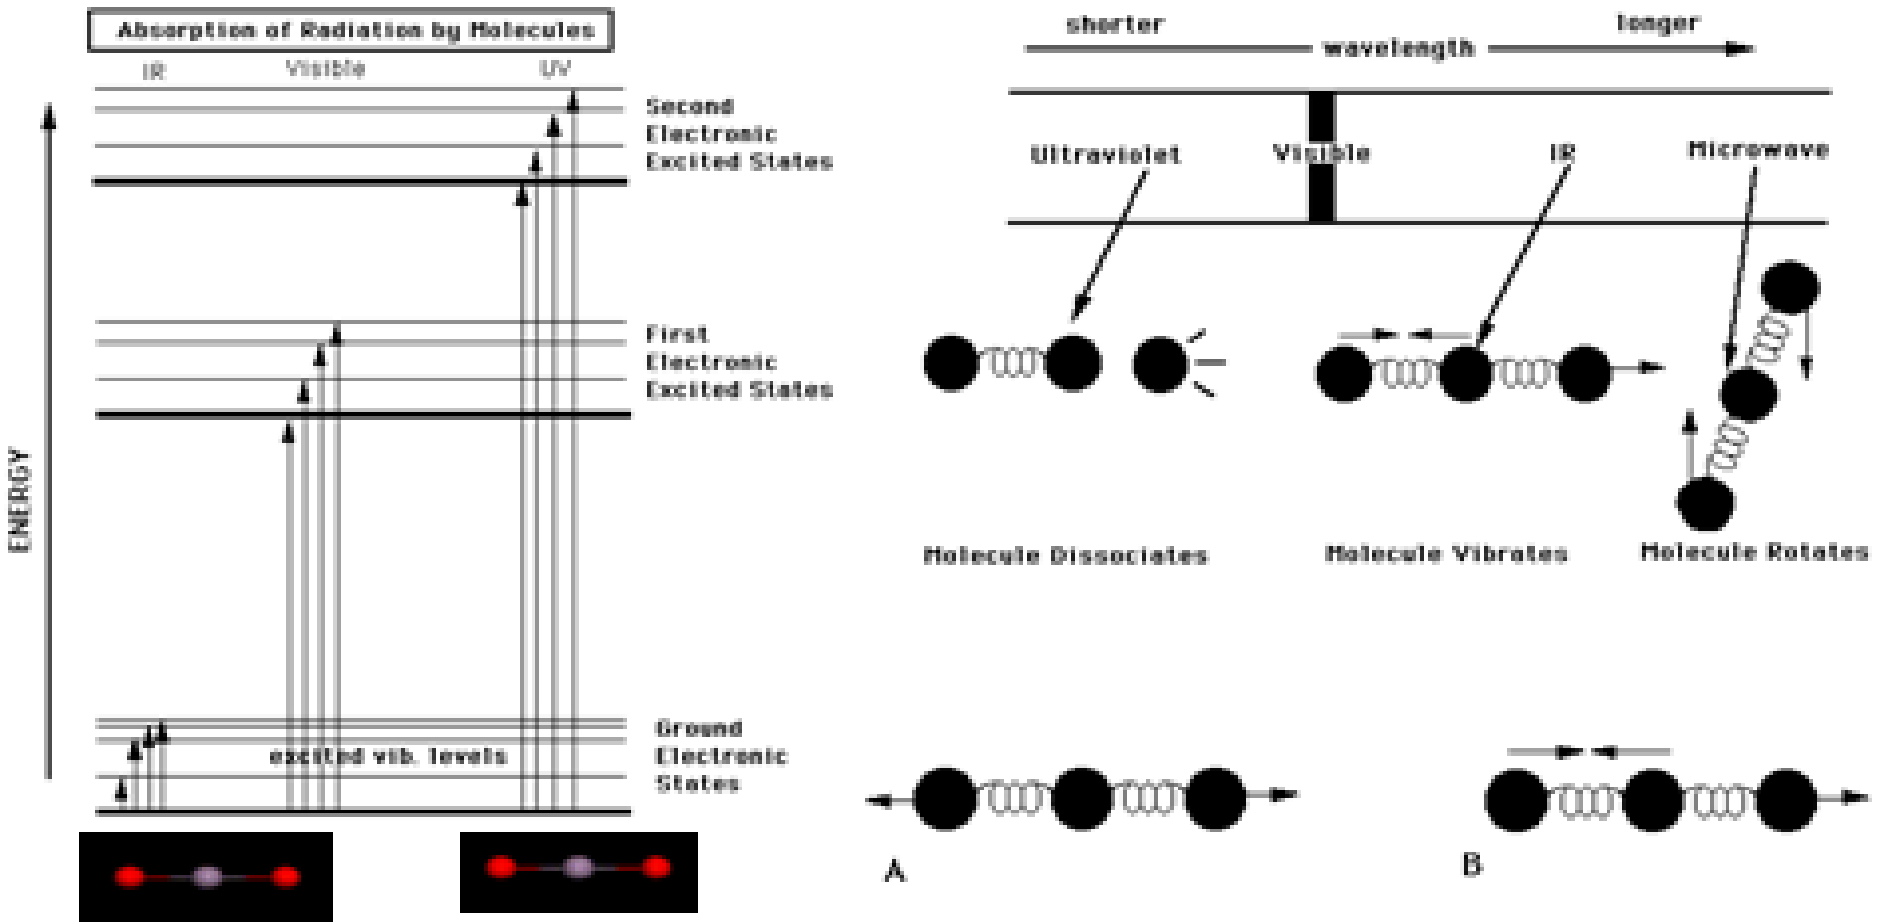 Absorption of Radiation by Molecules
IR Visible UV
Second
Electronic
Excited States
First
Electronic
Excited States
ENERGY
Ground
Electronic
States
excited vib. levels
shorter longer
wavelength
Ultraviolet Visible IR Microwave
Molecule Dissociates Molecule Vibrates Molecule Rotates
A B